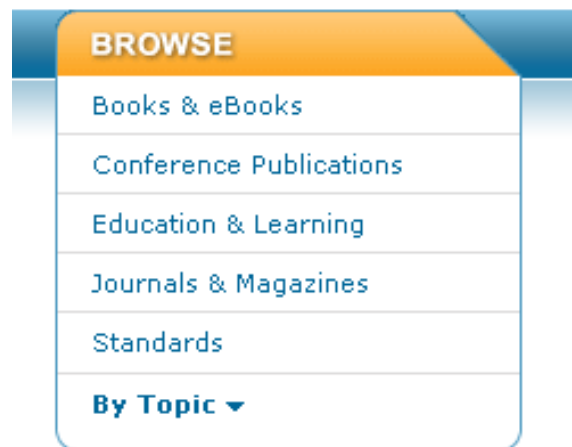 BROWSE
Books & eBooks
Conference Publications
Education & Learning
Journals & Magazines
Standards
By Topic